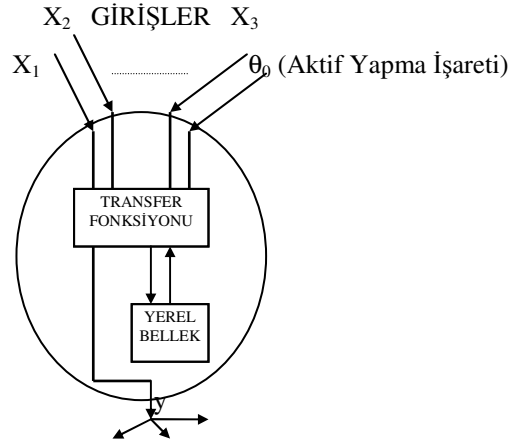 X2 GİRİŞLER X3
X1
θ0 (Aktif Yapma İşareti)
TRANSFER
FONKSİYONU
YEREL
BELLEK
y